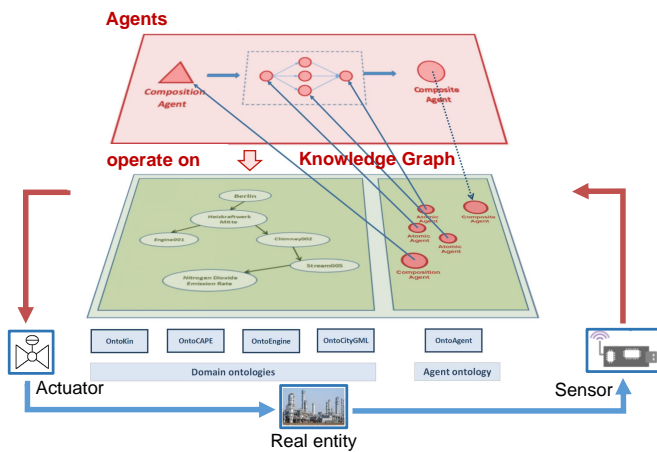 Agents
Composition
Agent
Composite
Agent
operate on
Knowledge Graph
Berlin
Heizkraftwerk
Mitte
Engine001
Chimney002
Stream005
Nitrogen Dioxide
Emission Rate
Atomic
Agent
Composite
Agent
Atomic
Agent
Atomic
Agent
Composition
Agent
OntoKin
OntoCAPE
OntoEngine
OntoCityGML
OntoAgent
Domain ontologies
Agent ontology
Actuator
Sensor
Real entity